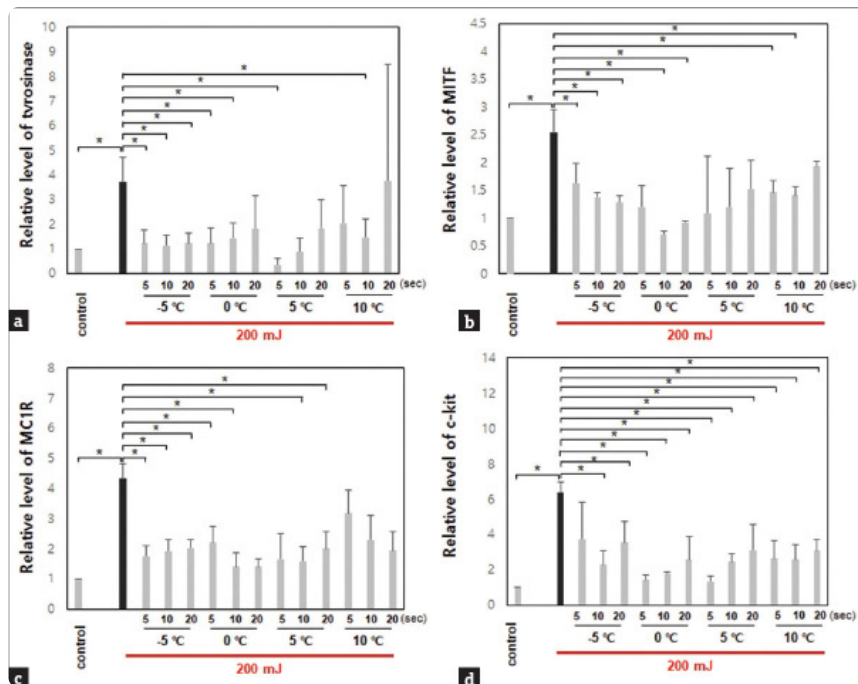 Relative level of tyrosinase
10
9
8
7
6
5
4
3
2
1
0
* * * * * * * * *
5 10 20 5 10 20 5 10 20 5 10 20 (sec)
control
-5 ℃ 0 ℃ 5 ℃ 10 ℃
200 mJ
a
Relative level of MITF
4.5
4
3.5
3
2.5
2
1.5
1
0.5
0
* * * * * * * *
5 10 20 5 10 20 5 10 20 5 10 20 (sec)
control
-5 ℃ 0 ℃ 5 ℃ 10 ℃
200 mJ
b
Relative level of MC1R
8
7
6
5
4
3
2
1
0
* * * * * * * *
5 10 20 5 10 20 5 10 20 5 10 20 (sec)
control
-5 ℃ 0 ℃ 5 ℃ 10 ℃
200 mJ
c
Relative level of c-kit
14
12
10
8
6
4
2
0
* * * * * * * * * * * *
5 10 20 5 10 20 5 10 20 5 10 20 (sec)
control
-5 ℃ 0 ℃ 5 ℃ 10 ℃
200 mJ
d